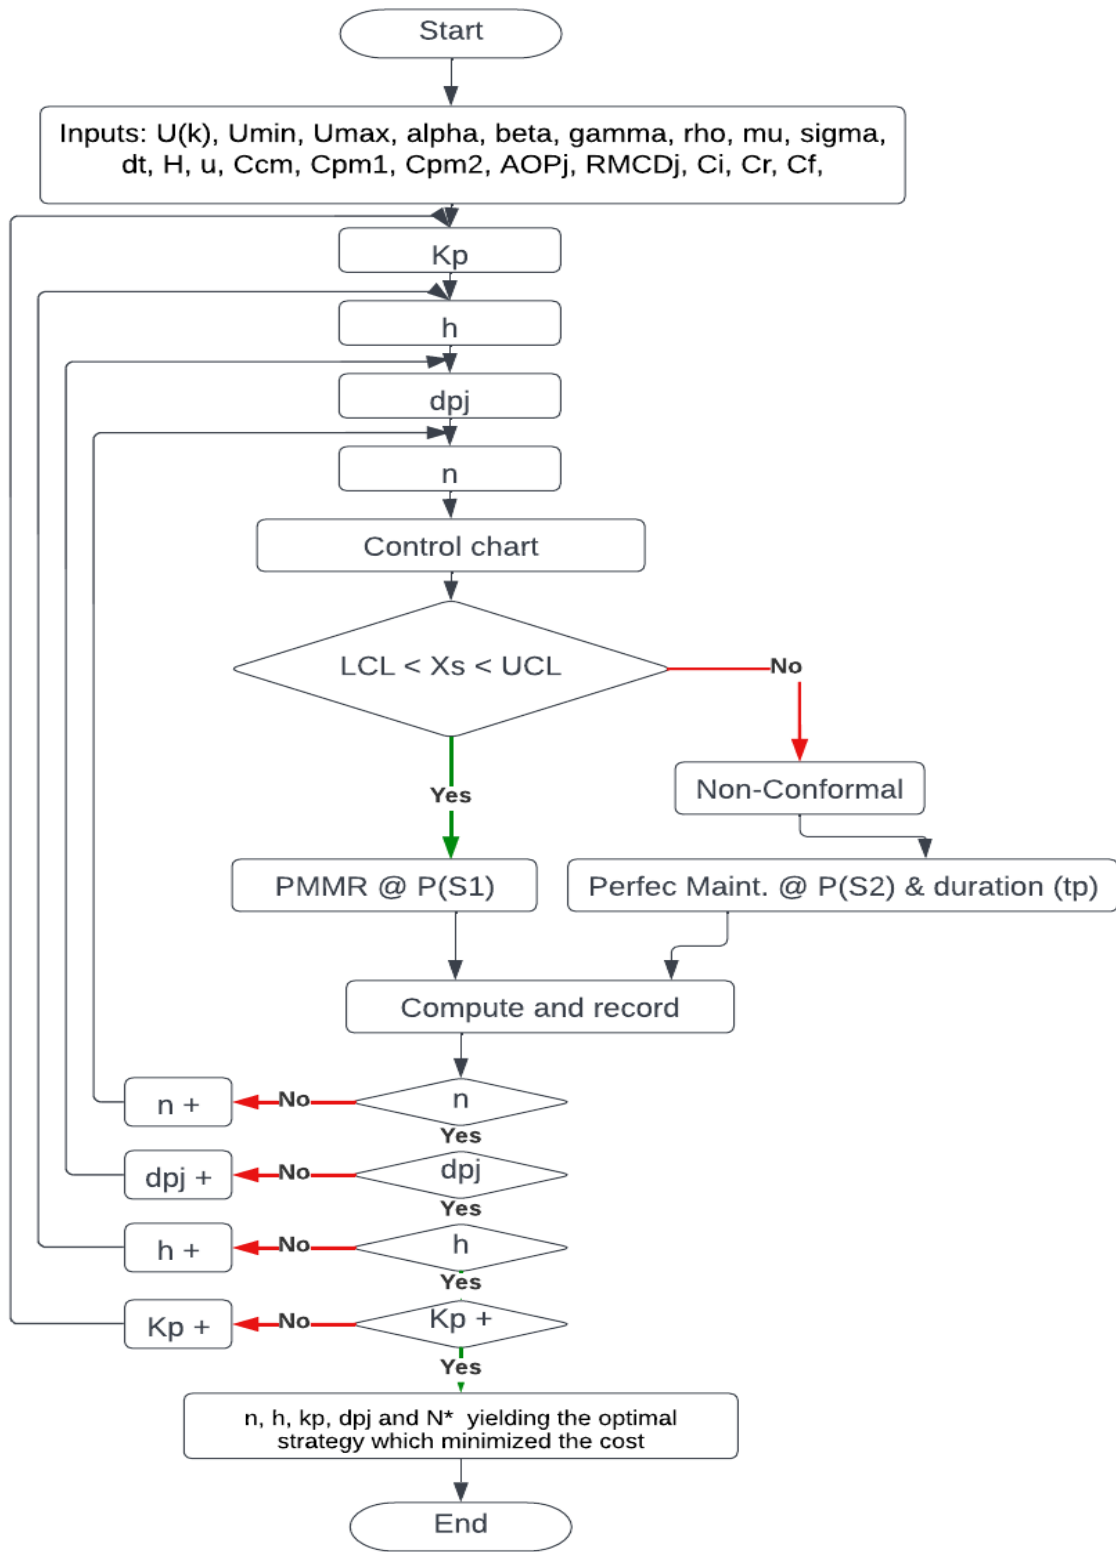 Start
Inputs: U(k), Umin, Umax, alpha, beta, gamma, rho, mu, sigma,
dt, H, u, Ccm, Cpm1, Cpm2, AOPj, RMCDj, Ci, Cr, Cf,
Kp
h
dpj
n
Control chart
LCL < Xs < UCL
No
Non-Conformal
Yes
PMMR @ P(S1)
Perfec Maint. @ P(S2) & duration (tp)
Compute and record
n +
No
n
Yes
dpj +
No
dpj
Yes
h +
No
h
Yes
Kp +
No
Kp +
Yes
n, h, kp, dpj and N* yielding the optimal
strategy which minimized the cost
End